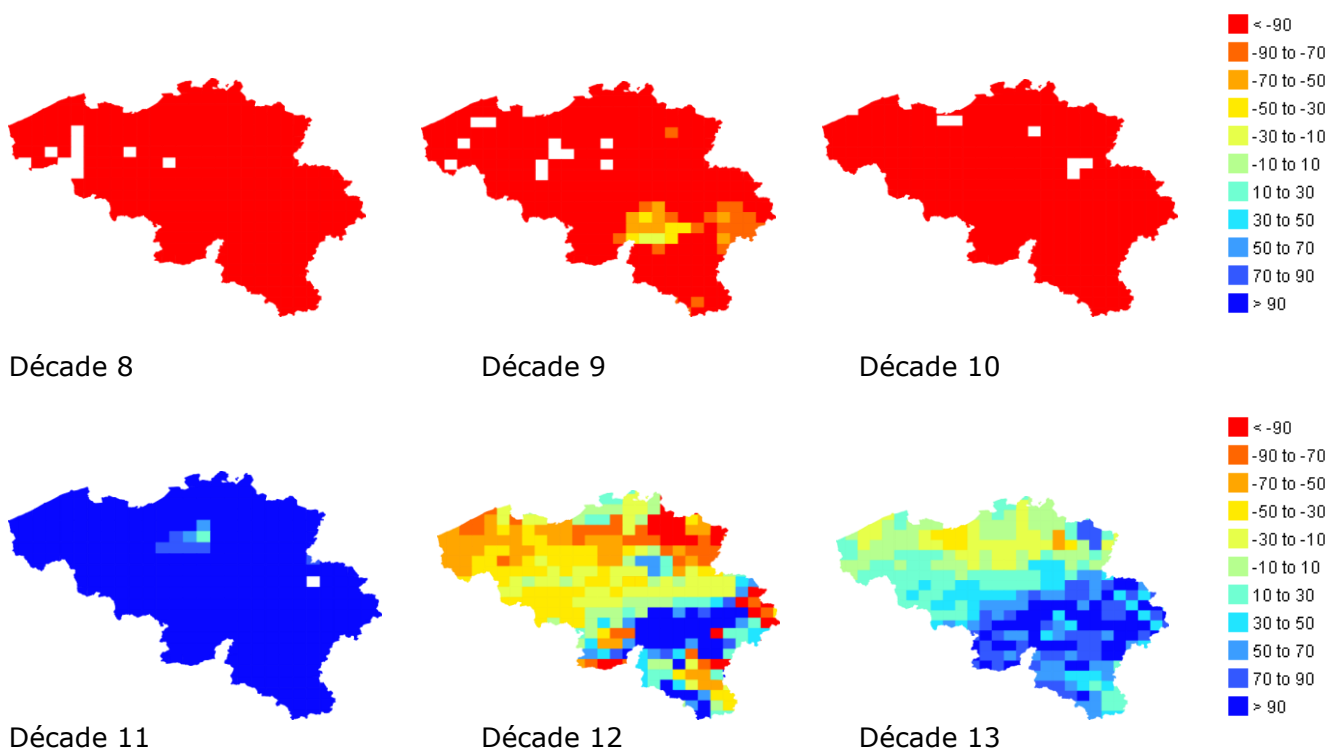 < -90
-90 to -70
-70 to -50
-50 to -30
-30 to -10
-10 to 10
10 to 30
30 to 50
50 to 70
70 to 90
> 90
Décade 8
Décade 9
Décade 10
< -90
-90 to -70
-70 to -50
-50 to -30
-30 to -10
-10 to 10
10 to 30
30 to 50
50 to 70
70 to 90
> 90
Décade 11
Décade 12
Décade 13